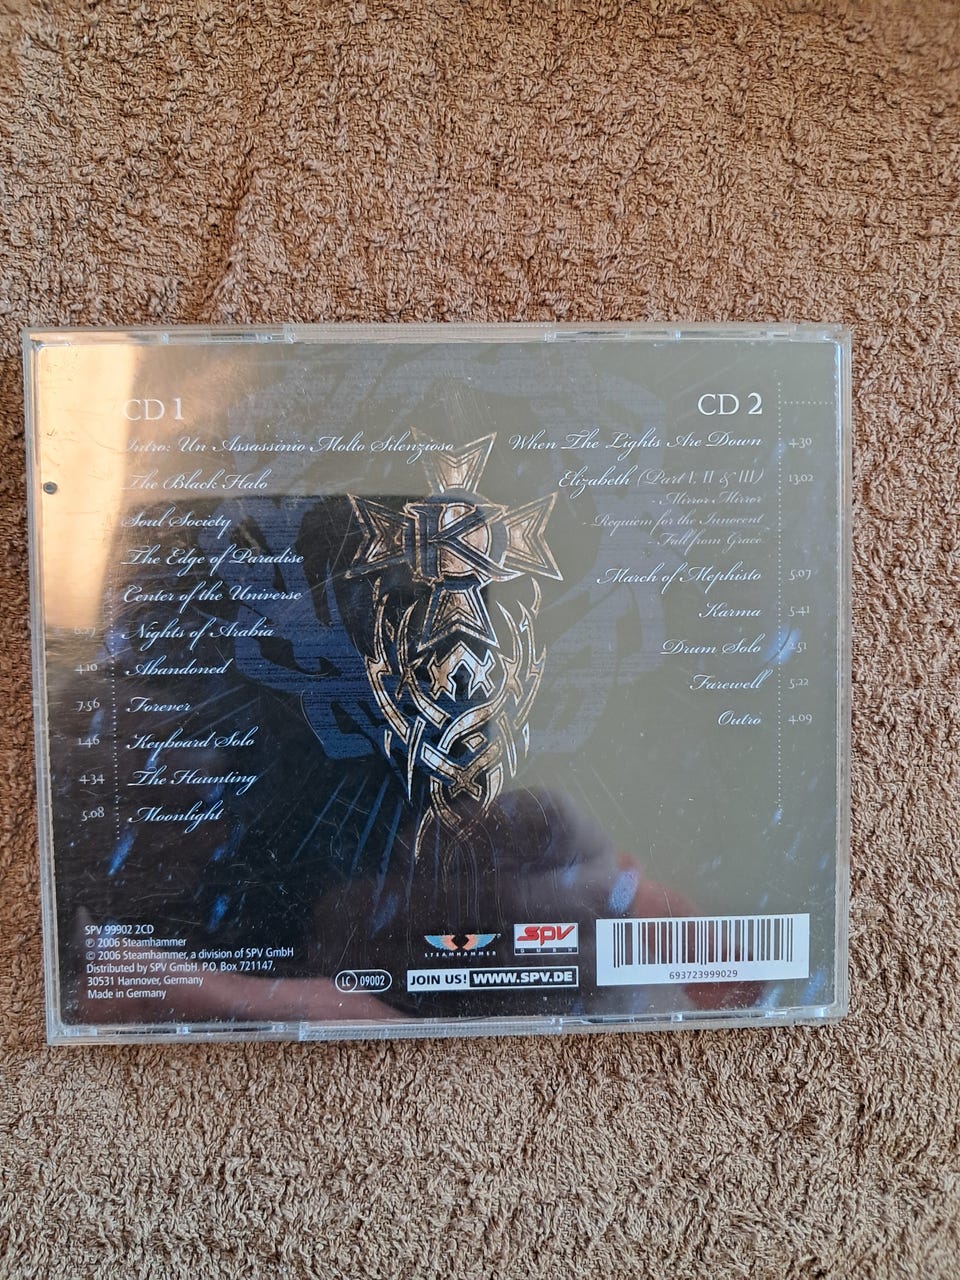 CD 1
Intro: Un Assassinio Molto Silenzioso
The Black Halo
Soul Society
The Edge of Paradise
Center of the Universe
Nights of Arabia
4.10 Abandoned
7.56 Forever
1.46 Keyboard Solo
4.34 The Haunting
5.08 Moonlight
CD 2
When The Lights Are Down 4.30
Elizabeth (Part I, II & III) 13.02
- Mirror Mirror
- Requiem for the Innocent
- Fall from Grace
March of Mephisto 5.07
Karma 5.41
Drum Solo
Farewell 5.22
Outro 4.09
K
SPV 99902 2CD
℗ 2006 Steamhammer
© 2006 Steamhammer, a division of SPV GmbH
Distributed by SPV GmbH. P.O. Box 721147,
30531 Hannover, Germany
Made in Germany
LC 09002
STEAMHAMMER
SPV
GMBH
JOIN US! WWW.SPV.DE
693723999029